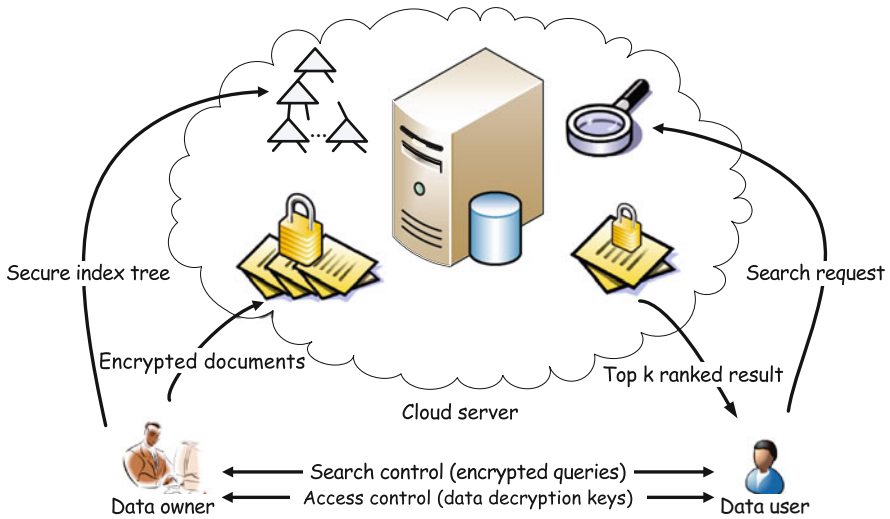 Secure index tree
Search request
Encrypted documents
Top k ranked result
Cloud server
Search control (encrypted queries)
Access control (data decryption keys)
Data owner
Data user